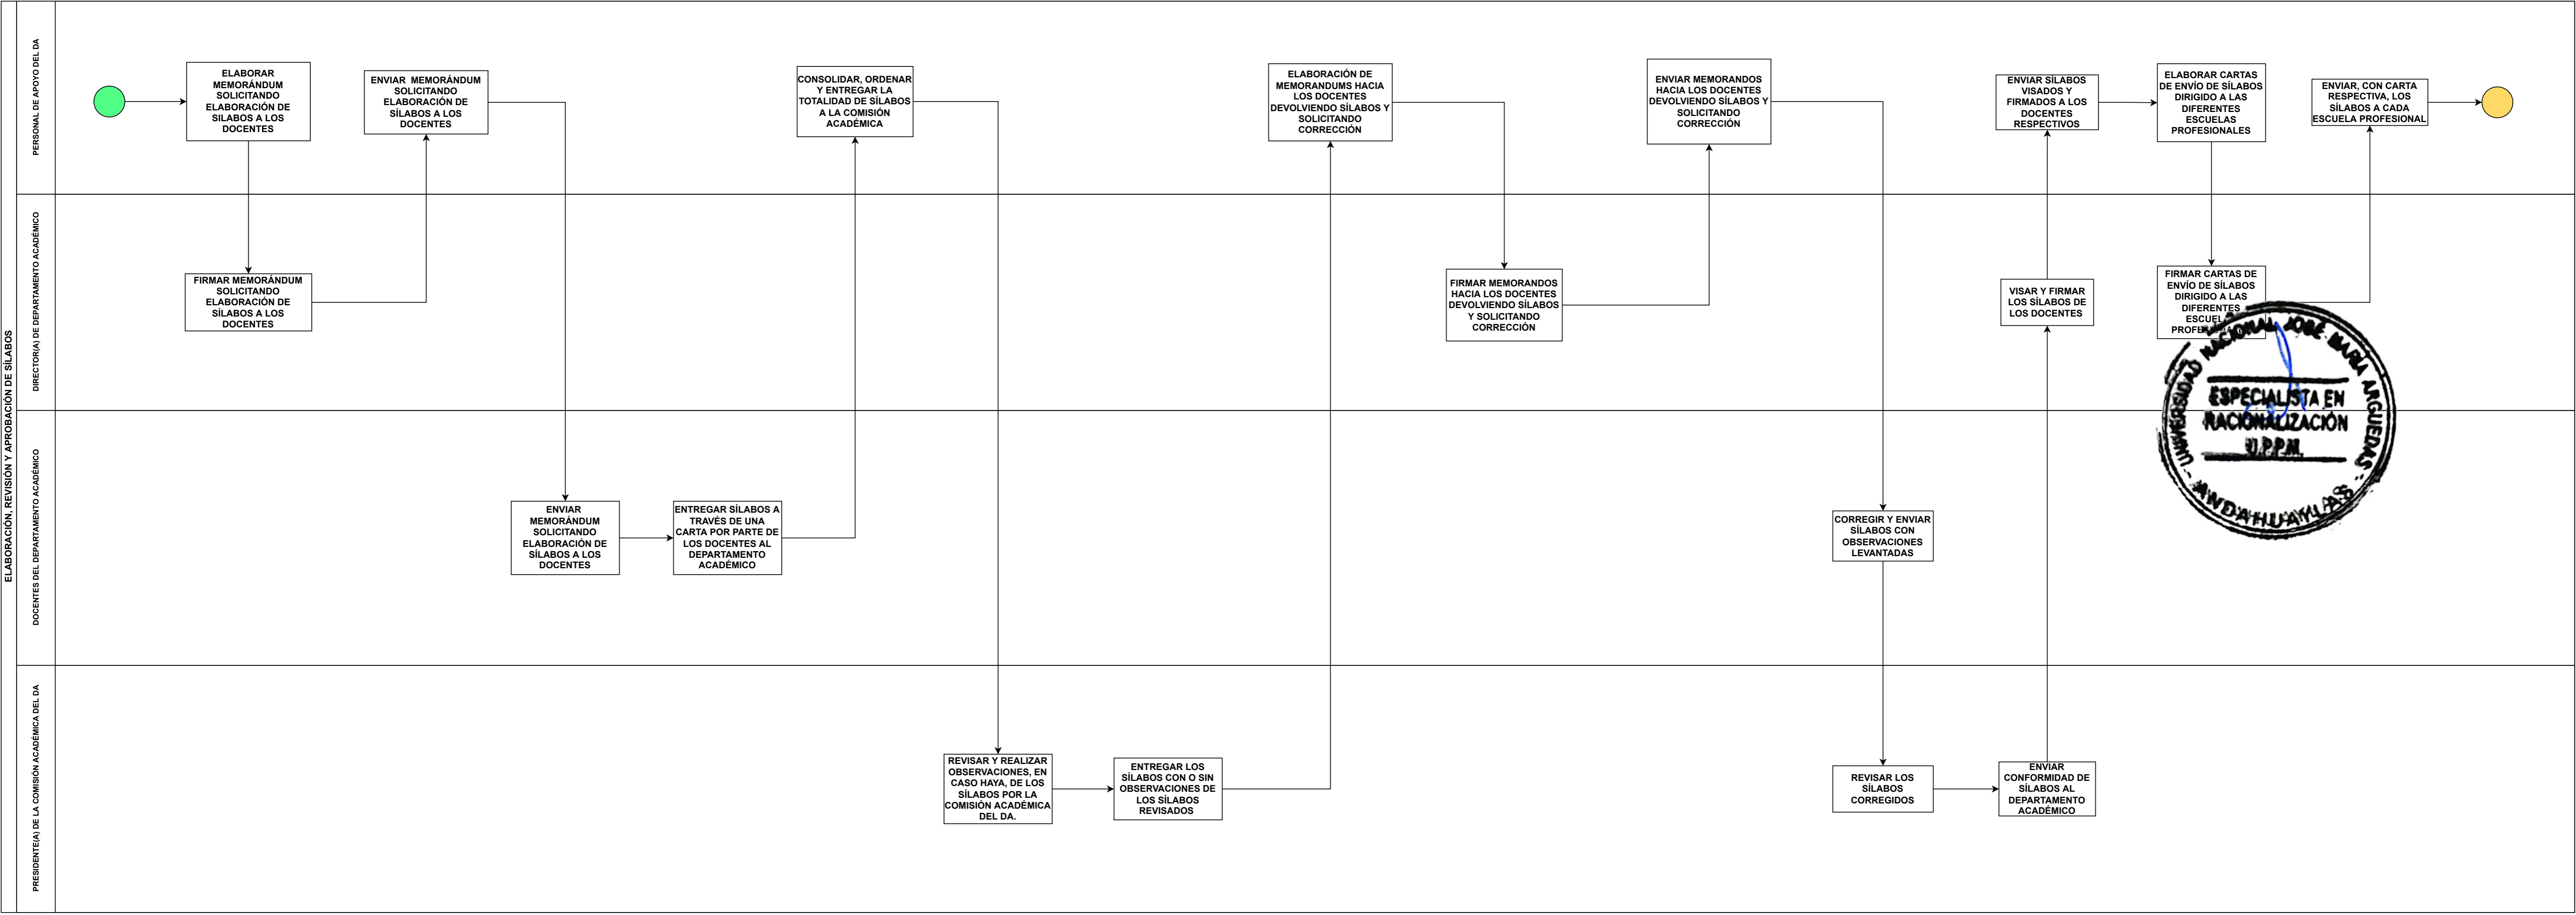 ELABORACIÓN, REVISIÓN Y APROBACIÓN DE SÍLABOS
PERSONAL DE APOYO DEL DA
ELABORAR
MEMORÁNDUM
SOLICITANDO
ELABORACIÓN DE
SILABOS A LOS
DOCENTES
ENVIAR MEMORÁNDUM
SOLICITANDO
ELABORACIÓN DE
SÍLABOS A LOS
DOCENTES
CONSOLIDAR, ORDENAR
Y ENTREGAR LA
TOTALIDAD DE SÍLABOS
A LA COMISIÓN
ACADÉMICA
ELABORACIÓN DE
MEMORANDUMS HACIA
LOS DOCENTES
DEVOLVIENDO SÍLABOS Y
SOLICITANDO
CORRECCIÓN
ENVIAR MEMORANDOS
HACIA LOS DOCENTES
DEVOLVIENDO SÍLABOS Y
SOLICITANDO
CORRECCIÓN
ENVIAR SÍLABOS
VISADOS Y
FIRMADOS A LOS
DOCENTES
RESPECTIVOS
ELABORAR CARTAS
DE ENVÍO DE SÍLABOS
DIRIGIDO A LAS
DIFERENTES
ESCUELAS
PROFESIONALES
ENVIAR, CON CARTA
RESPECTIVA, LOS
SÍLABOS A CADA
ESCUELA PROFESIONAL
DIRECTOR(A) DE DEPARTAMENTO ACADÉMICO
FIRMAR MEMORÁNDUM
SOLICITANDO
ELABORACIÓN DE
SÍLABOS A LOS
DOCENTES
FIRMAR MEMORANDOS
HACIA LOS DOCENTES
DEVOLVIENDO SÍLABOS
Y SOLICITANDO
CORRECCIÓN
VISAR Y FIRMAR
LOS SÍLABOS DE
LOS DOCENTES
FIRMAR CARTAS DE
ENVÍO DE SÍLABOS
DIRIGIDO A LAS
DIFERENTES
DOCENTES DEL DEPARTAMENTO ACADÉMICO
ENVIAR
MEMORÁNDUM
SOLICITANDO
ELABORACIÓN DE
SÍLABOS A LOS
DOCENTES
ENTREGAR SÍLABOS A
TRAVÉS DE UNA
CARTA POR PARTE DE
LOS DOCENTES AL
DEPARTAMENTO
ACADÉMICO
CORREGIR Y ENVIAR
SÍLABOS CON
OBSERVACIONES
LEVANTADAS
UNIVERSIDAD NACIONAL JOSÉ MARÍA ARGUEDAS
ESPECIALISTA EN
RACIONALIZACIÓN
U.P.P.M.
- ANDAHUAYLAS -
PRESIDENTE(A) DE LA COMISIÓN ACADÉMICA DEL DA
REVISAR Y REALIZAR
OBSERVACIONES, EN
CASO HAYA, DE LOS
SÍLABOS POR LA
COMISIÓN ACADÉMICA
DEL DA.
ENTREGAR LOS
SÍLABOS CON O SIN
OBSERVACIONES DE
LOS SÍLABOS
REVISADOS
REVISAR LOS
SÍLABOS
CORREGIDOS
ENVIAR
CONFORMIDAD DE
SÍLABOS AL
DEPARTAMENTO
ACADÉMICO